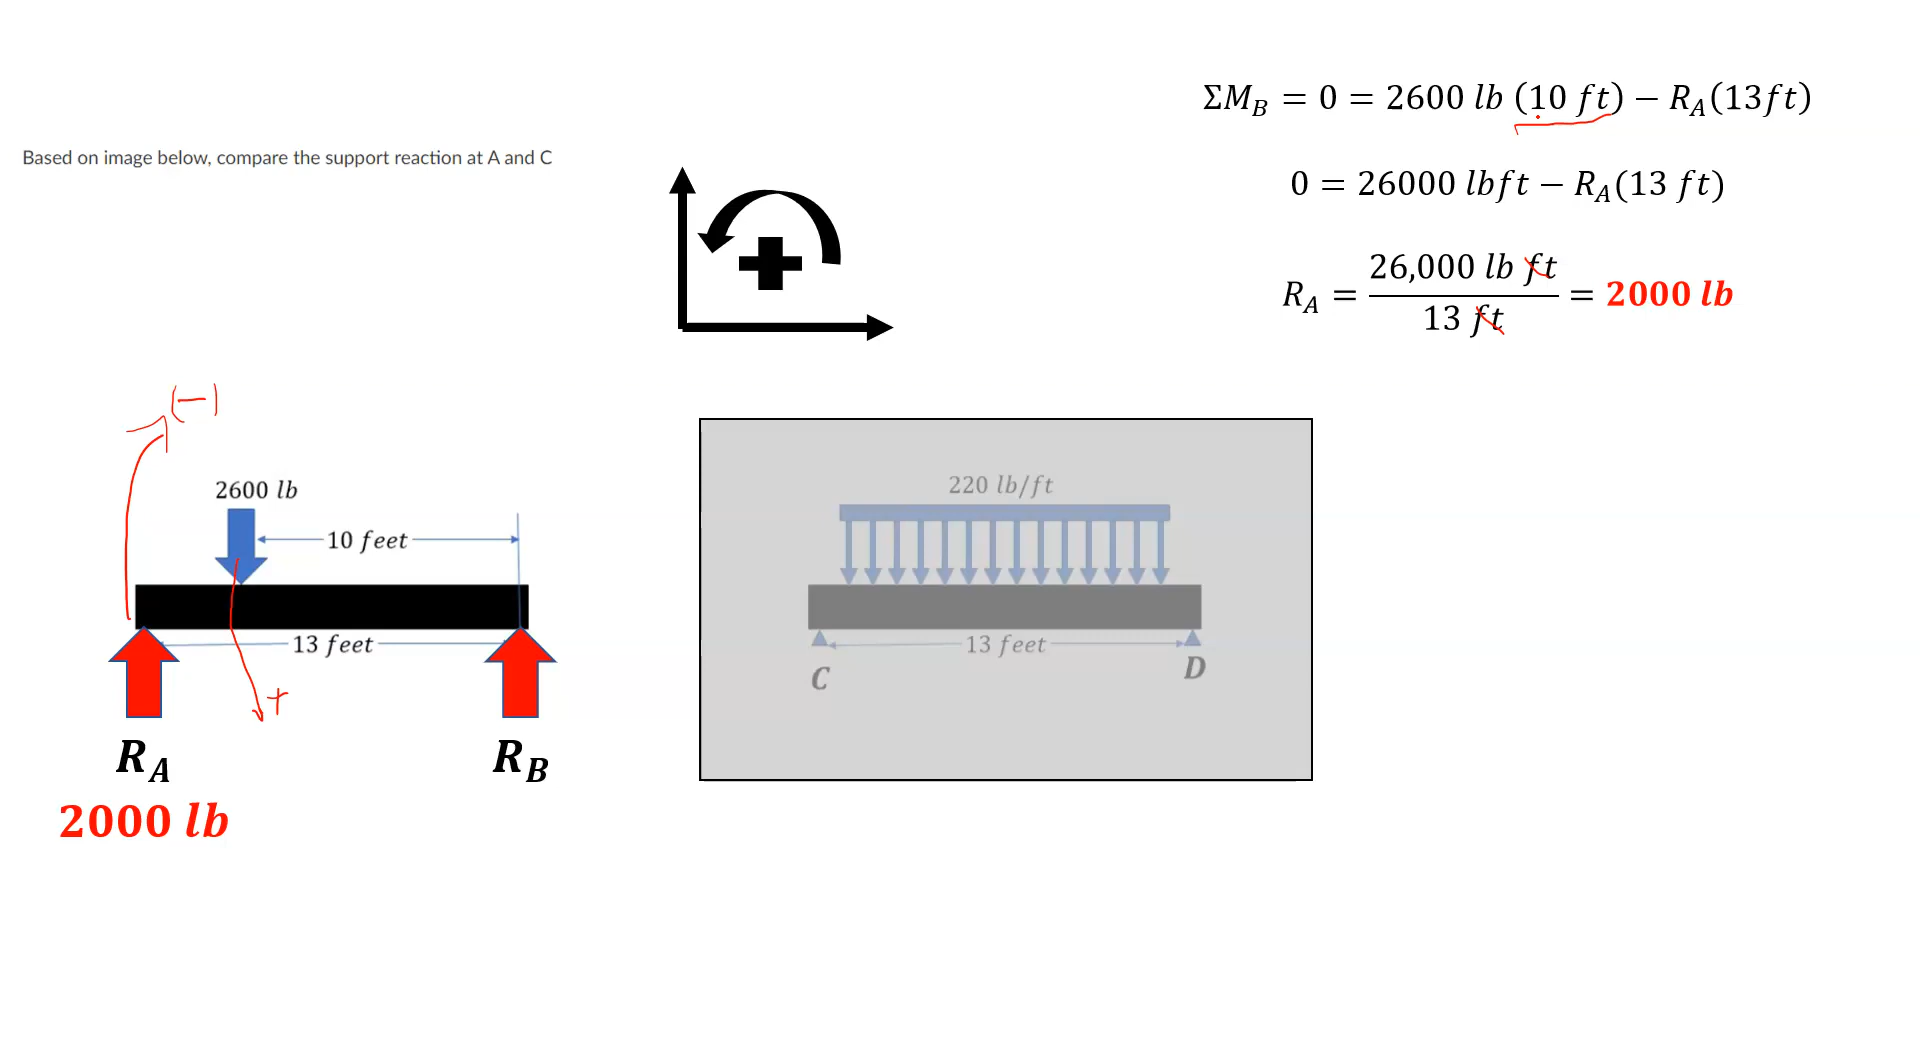 Based on image below, compare the support reaction at A and C
ΣM_B = 0 = 2600 lb (10 ft) − R_A(13ft)
0 = 26000 lbft − R_A(13 ft)
R_A = 26,000 lb ft / 13 ft = 2000 lb
(−)
2600 lb
10 feet
13 feet
+
R_A
R_B
2000 lb
220 lb/ft
13 feet
C
D